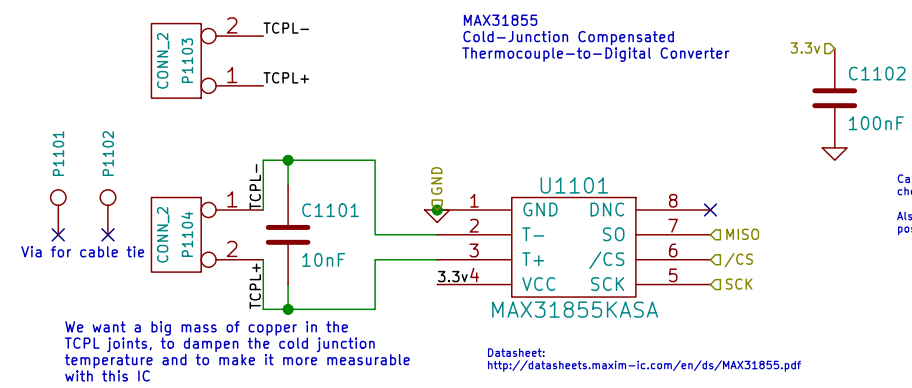 MAX31855
Cold-Junction Compensated
Thermocouple-to-Digital Converter
CONN_2
P1103
2
TCPL-
1
TCPL+
3.3v
C1102
100nF
P1101
P1102
Via for cable tie
CONN_2
P1104
1
TCPL-
2
TCPL+
C1101
10nF
GND
U1101
1
GND
DNC
8
2
T-
SO
7
MISO
3
T+
/CS
6
/CS
3.3v
4
VCC
SCK
5
SCK
MAX31855KASA
We want a big mass of copper in the
TCPL joints, to dampen the cold junction
temperature and to make it more measurable
with this IC
Datasheet:
http://datasheets.maxim-ic.com/en/ds/MAX31855.pdf